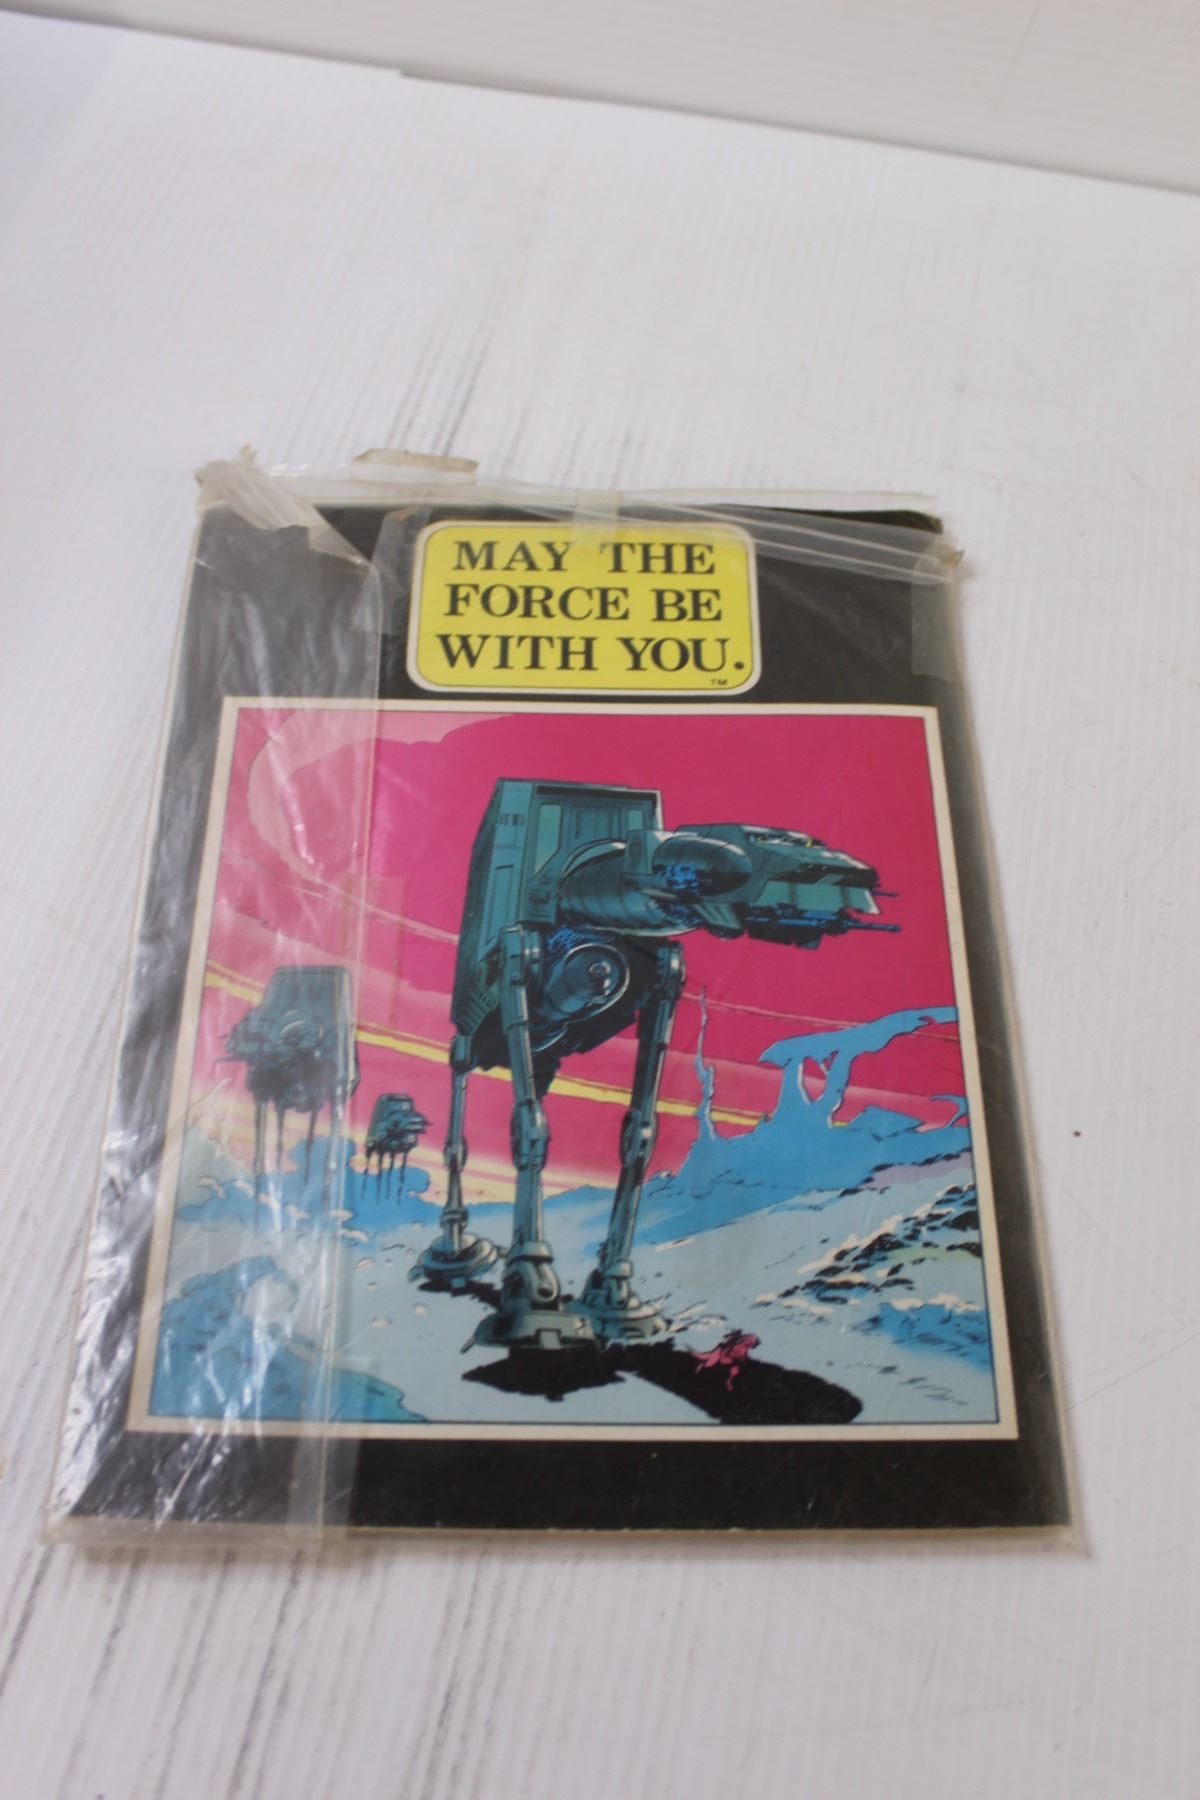 MAY THE
FORCE BE
WITH YOU.
TM